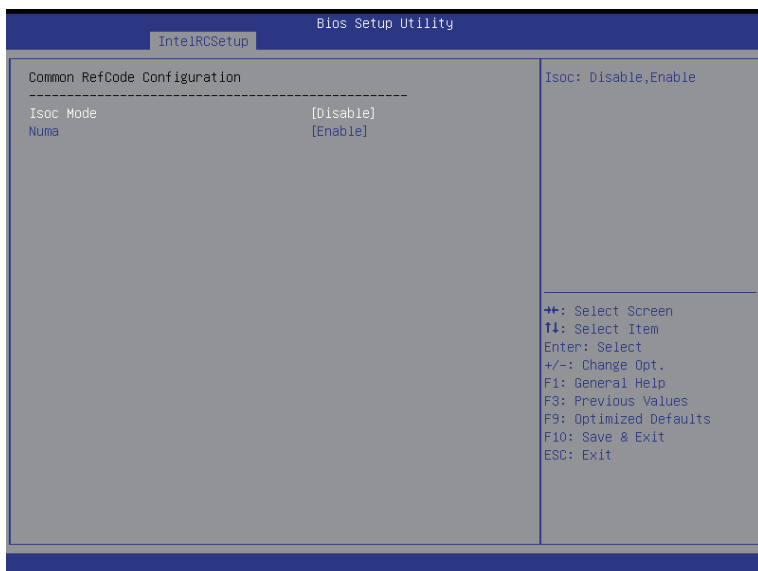 Bios Setup Utility
IntelRCSetup
Common RefCode Configuration
--------------------------------------------------
Isoc Mode [Disable]
Numa [Enable]
Isoc: Disable,Enable
→←: Select Screen
↑↓: Select Item
Enter: Select
+/-: Change Opt.
F1: General Help
F3: Previous Values
F9: Optimized Defaults
F10: Save & Exit
ESC: Exit